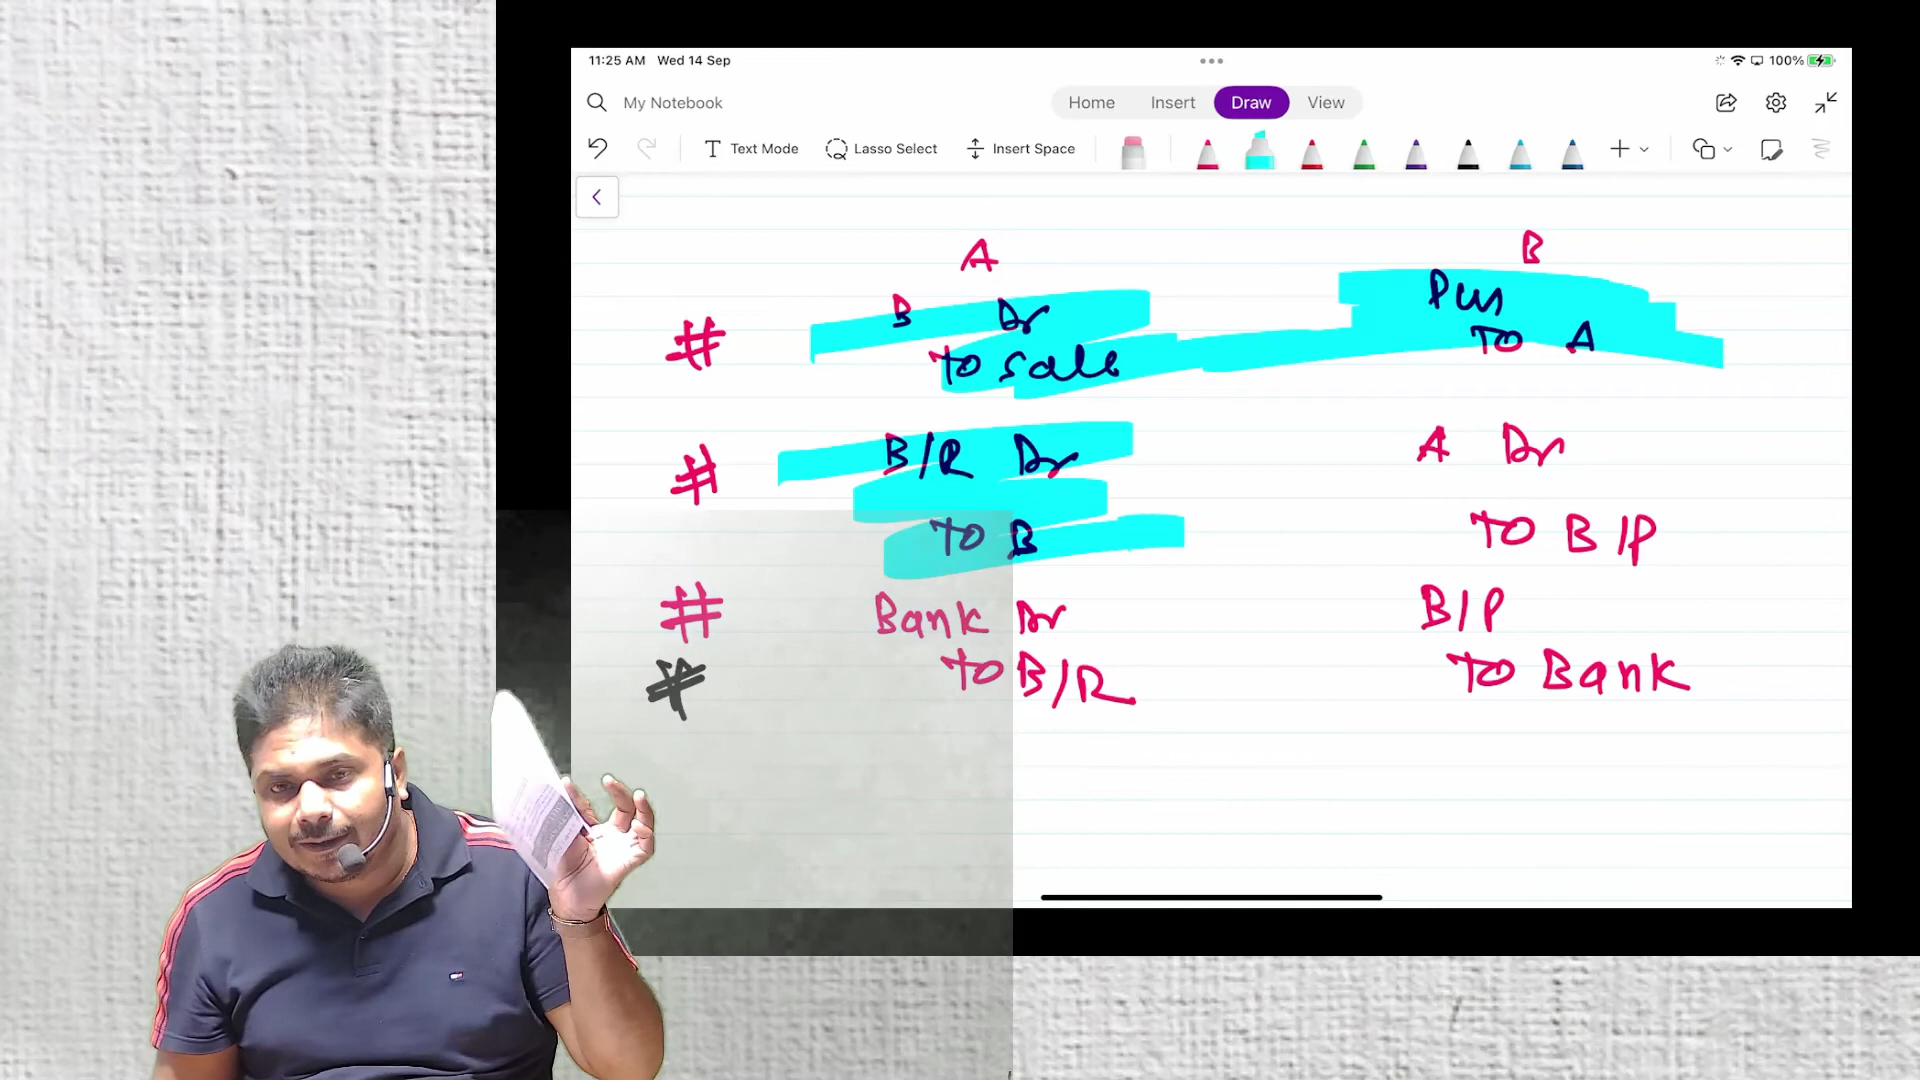 11:25 AM Wed 14 Sep
100%
My Notebook
Home Insert Draw View
Text Mode Lasso Select Insert Space
A B
# B Dr Pur
To sale To A
# B/R Dr A Dr
To B To B/P
# Bank Dr B/P
To B/R To Bank